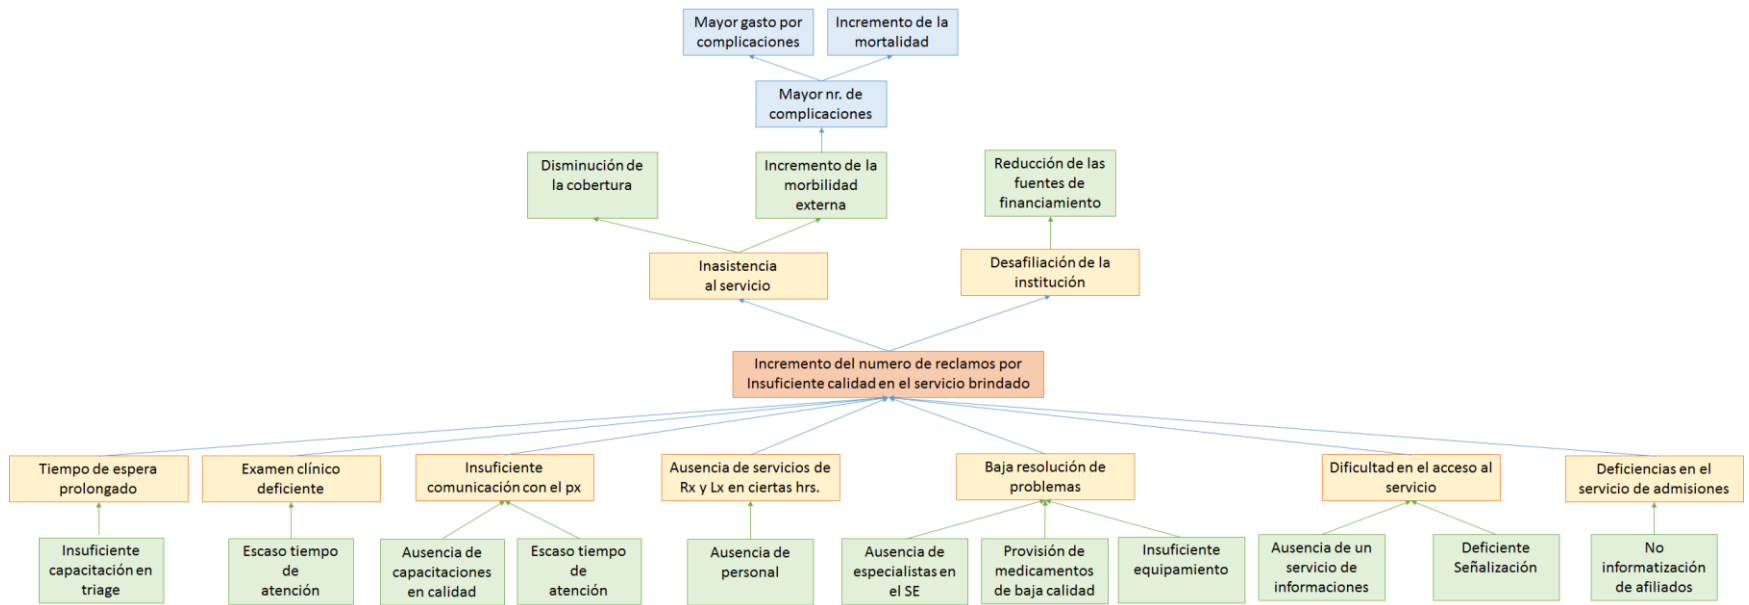 Mayor gasto por
complicaciones
Incremento de la
mortalidad
Mayor nr. de
complicaciones
Disminución de
la cobertura
Incremento de la
morbilidad
externa
Reducción de las
fuentes de
financiamiento
Inasistencia
al servicio
Desafiliación de la
institución
Incremento del numero de reclamos por
Insuficiente calidad en el servicio brindado
Tiempo de espera
prolongado
Examen clínico
deficiente
Insuficiente
comunicación con el px
Ausencia de servicios de
Rx y Lx en ciertas hrs.
Baja resolución de
problemas
Dificultad en el acceso al
servicio
Deficiencias en el
servicio de admisiones
Insuficiente
capacitación en
triage
Escaso tiempo
de
atención
Ausencia de
capacitaciones
en calidad
Escaso tiempo
de
atención
Ausencia de
personal
Ausencia de
especialistas en
el SE
Provisión de
medicamentos
de baja calidad
Insuficiente
equipamiento
Ausencia de un
servicio de
informaciones
Deficiente
Señalización
No
informatización
de afiliados